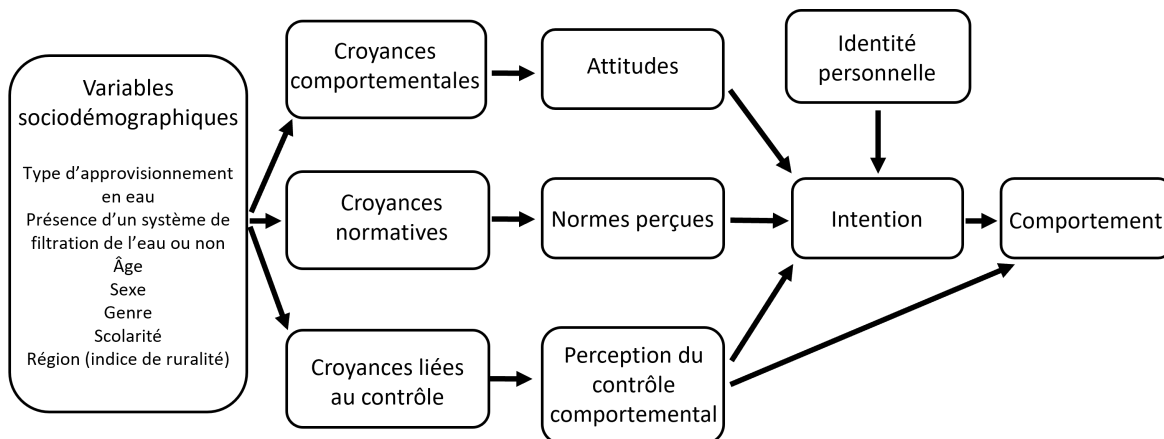 Variables
sociodémographiques
Type d’approvisionnement
en eau
Présence d’un système de
filtration de l’eau ou non
Âge
Sexe
Genre
Scolarité
Région (indice de ruralité)
Croyances
comportementales
Croyances
normatives
Croyances liées
au contrôle
Attitudes
Normes perçues
Perception du
contrôle
comportemental
Identité
personnelle
Intention
Comportement